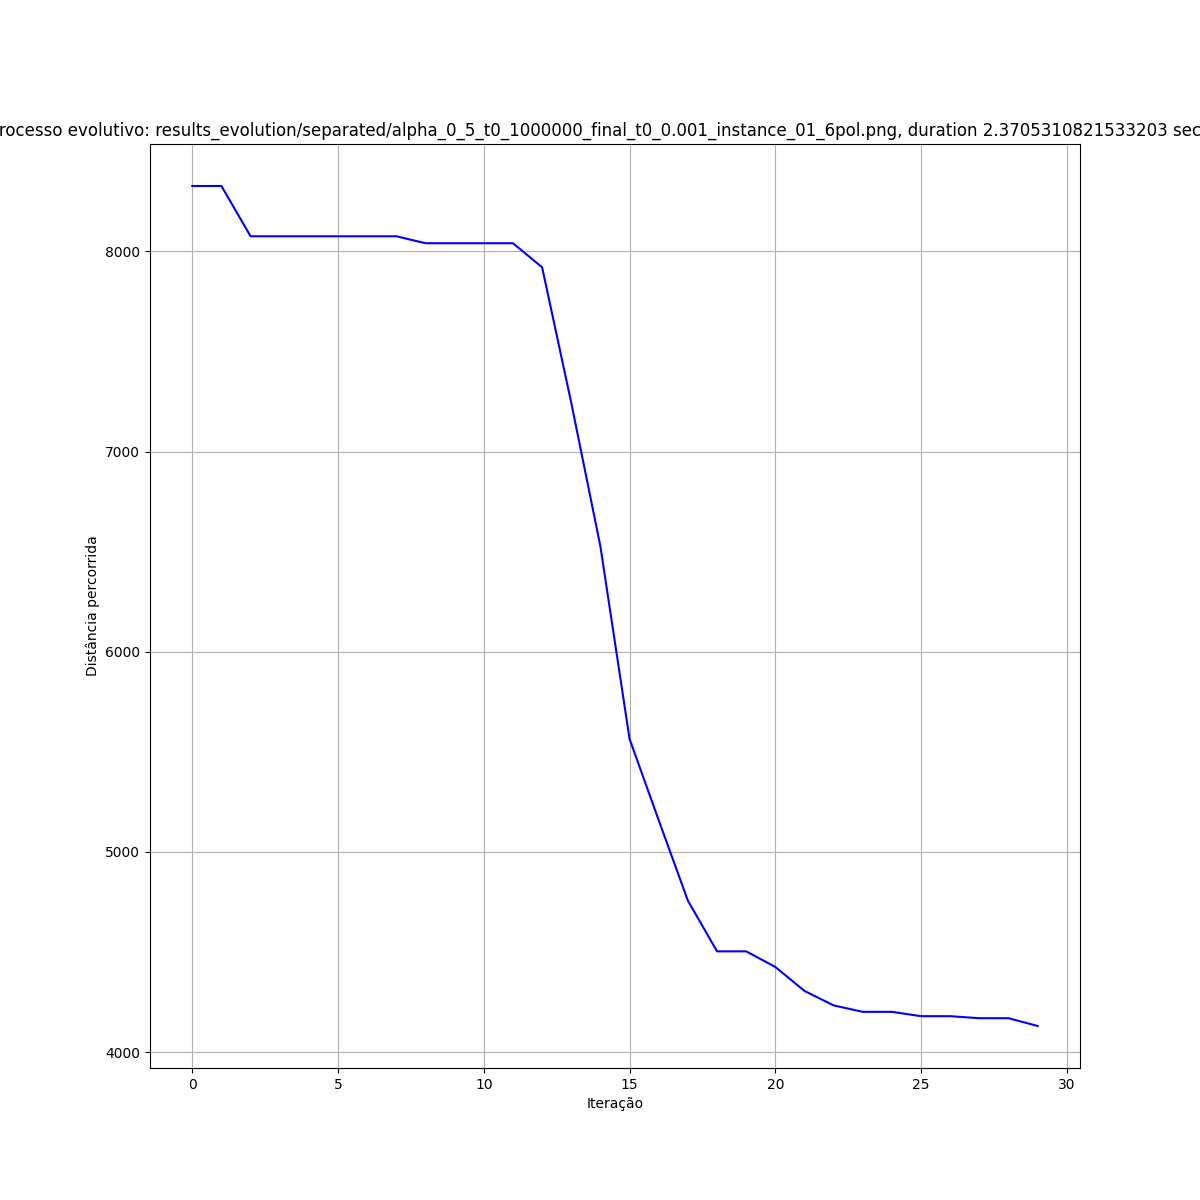 rocesso evolutivo: results_evolution/separated/alpha_0_5_t0_1000000_final_t0_0.001_instance_01_6pol.png, duration 2.3705310821533203 sec
8000
7000
6000
5000
4000
Distância percorrida
0 5 10 15 20 25 30
Iteração